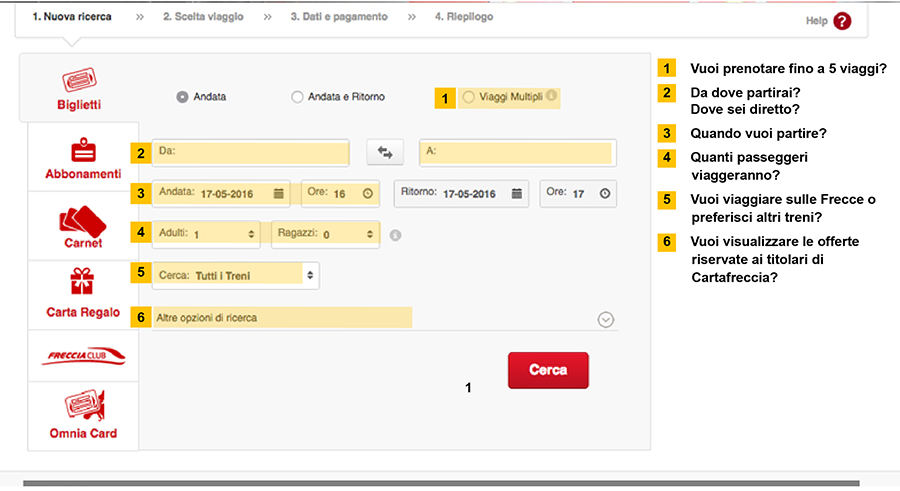 1. Nuova ricerca >> 2. Scelta viaggio >> 3. Dati e pagamento >> 4. Riepilogo
Help ?
Biglietti
Abbonamenti
Carnet
Carta Regalo
FRECCIACLUB
Omnia Card
Andata Andata e Ritorno 1 Viaggi Multipli i
2 Da: A:
3 Andata: 17-05-2016 Ore: 16 Ritorno: 17-05-2016 Ore: 17
4 Adulti: 1 Ragazzi: 0 i
5 Cerca: Tutti i Treni
6 Altre opzioni di ricerca
Cerca
1
1 Vuoi prenotare fino a 5 viaggi?
2 Da dove partirai?
Dove sei diretto?
3 Quando vuoi partire?
4 Quanti passeggeri
viaggeranno?
5 Vuoi viaggiare sulle Frecce o
preferisci altri treni?
6 Vuoi visualizzare le offerte
riservate ai titolari di
Cartafreccia?